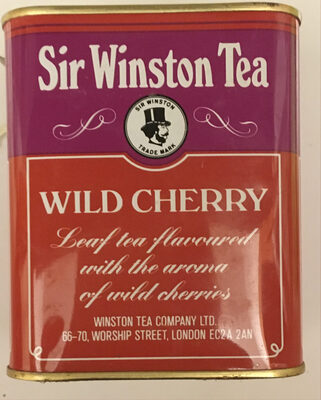 Sir Winston Tea
SIR WINSTON
TRADE MARK
WILD CHERRY
Leaf tea flavoured
with the aroma
of wild cherries
WINSTON TEA COMPANY LTD.
66-70, WORSHIP STREET, LONDON EC2A 2AN